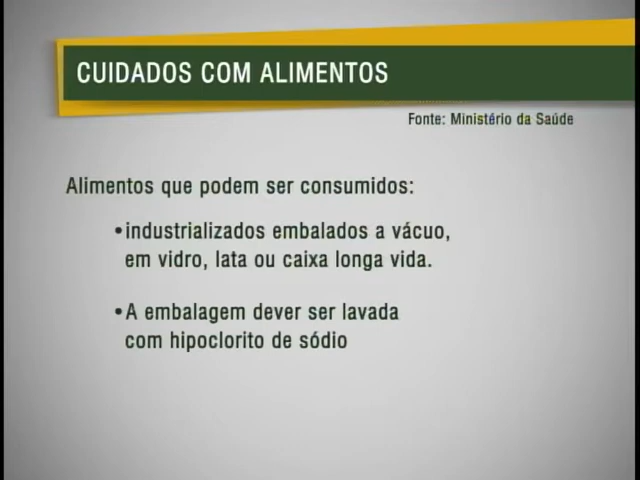 CUIDADOS COM ALIMENTOS
Fonte: Ministério da Saúde
Alimentos que podem ser consumidos:
•industrializados embalados a vácuo,
em vidro, lata ou caixa longa vida.
•A embalagem dever ser lavada
com hipoclorito de sódio